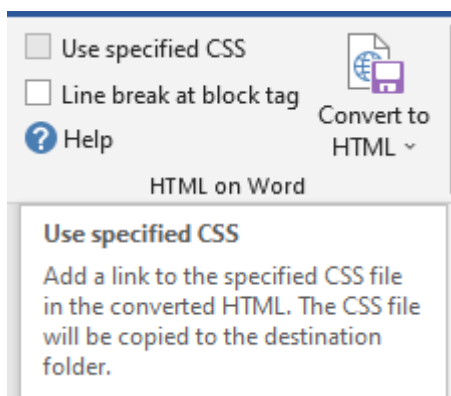 Use specified CSS
Line break at block tag
Help
Convert to
HTML
HTML on Word
Use specified CSS
Add a link to the specified CSS file
in the converted HTML. The CSS file
will be copied to the destination
folder.